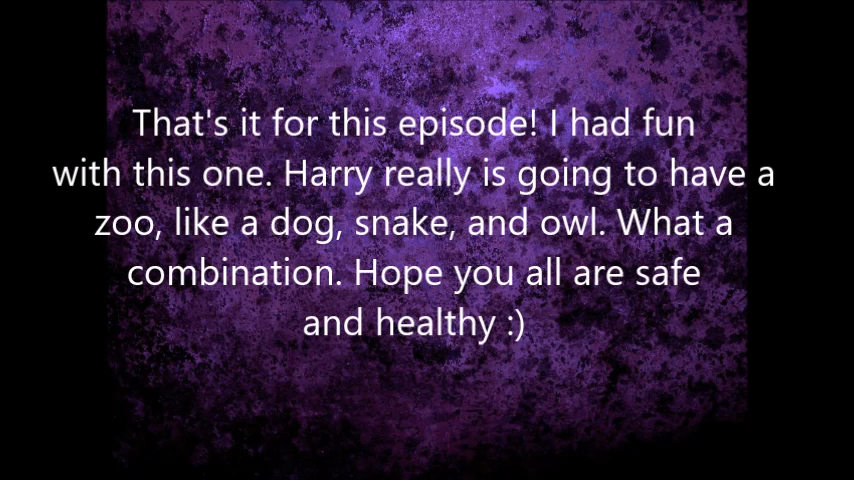 That's it for this episode! I had fun
with this one. Harry really is going to have a
zoo, like a dog, snake, and owl. What a
combination. Hope you all are safe
and healthy :)